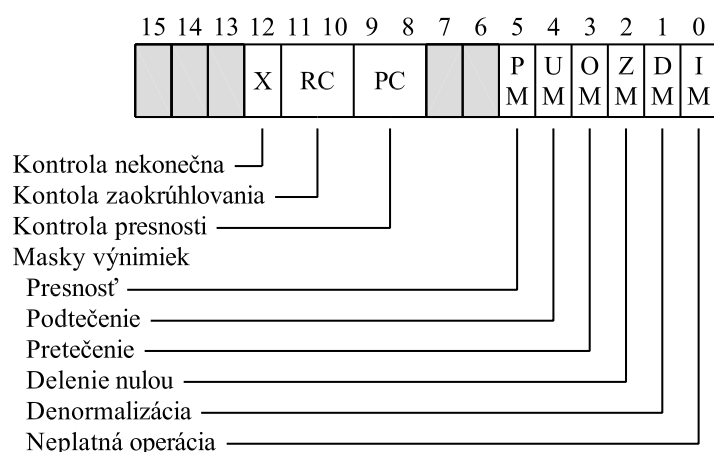 15 14 13 12 11 10 9 8 7 6 5 4 3 2 1 0
X RC PC P M U M O M Z M D M I M
Kontrola nekonečna
Kontola zaokrúhlovania
Kontrola presnosti
Masky výnimiek
Presnosť
Podtečenie
Pretečenie
Delenie nulou
Denormalizácia
Neplatná operácia